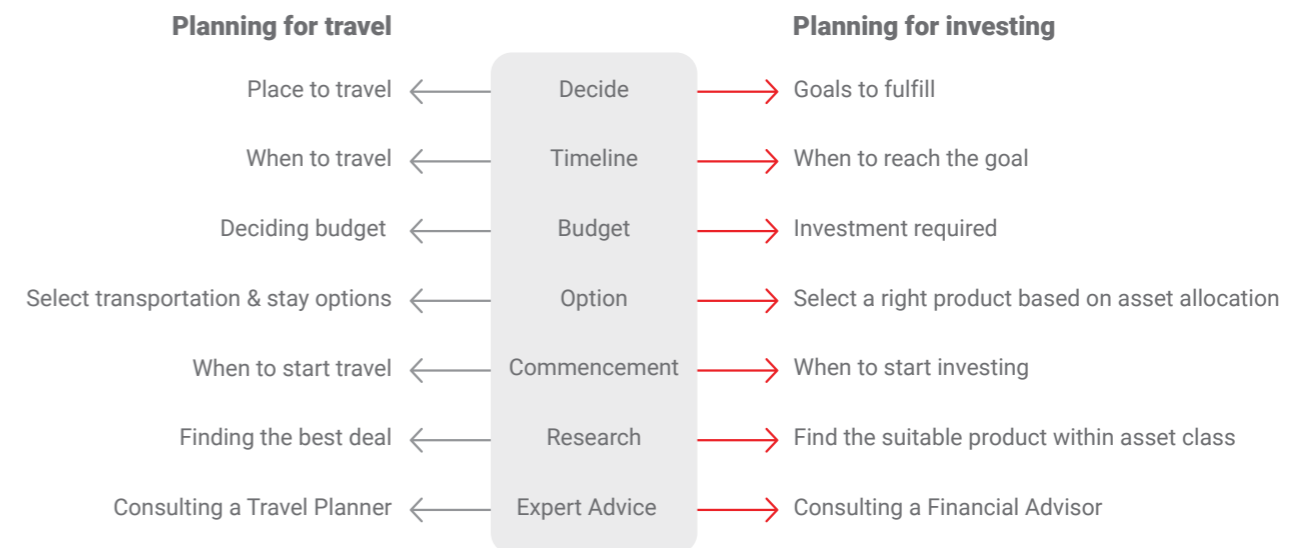 Planning for travel Planning for investing
Place to travel Decide Goals to fulfill
When to travel Timeline When to reach the goal
Deciding budget Budget Investment required
Select transportation & stay options Option Select a right product based on asset allocation
When to start travel Commencement When to start investing
Finding the best deal Research Find the suitable product within asset class
Consulting a Travel Planner Expert Advice Consulting a Financial Advisor